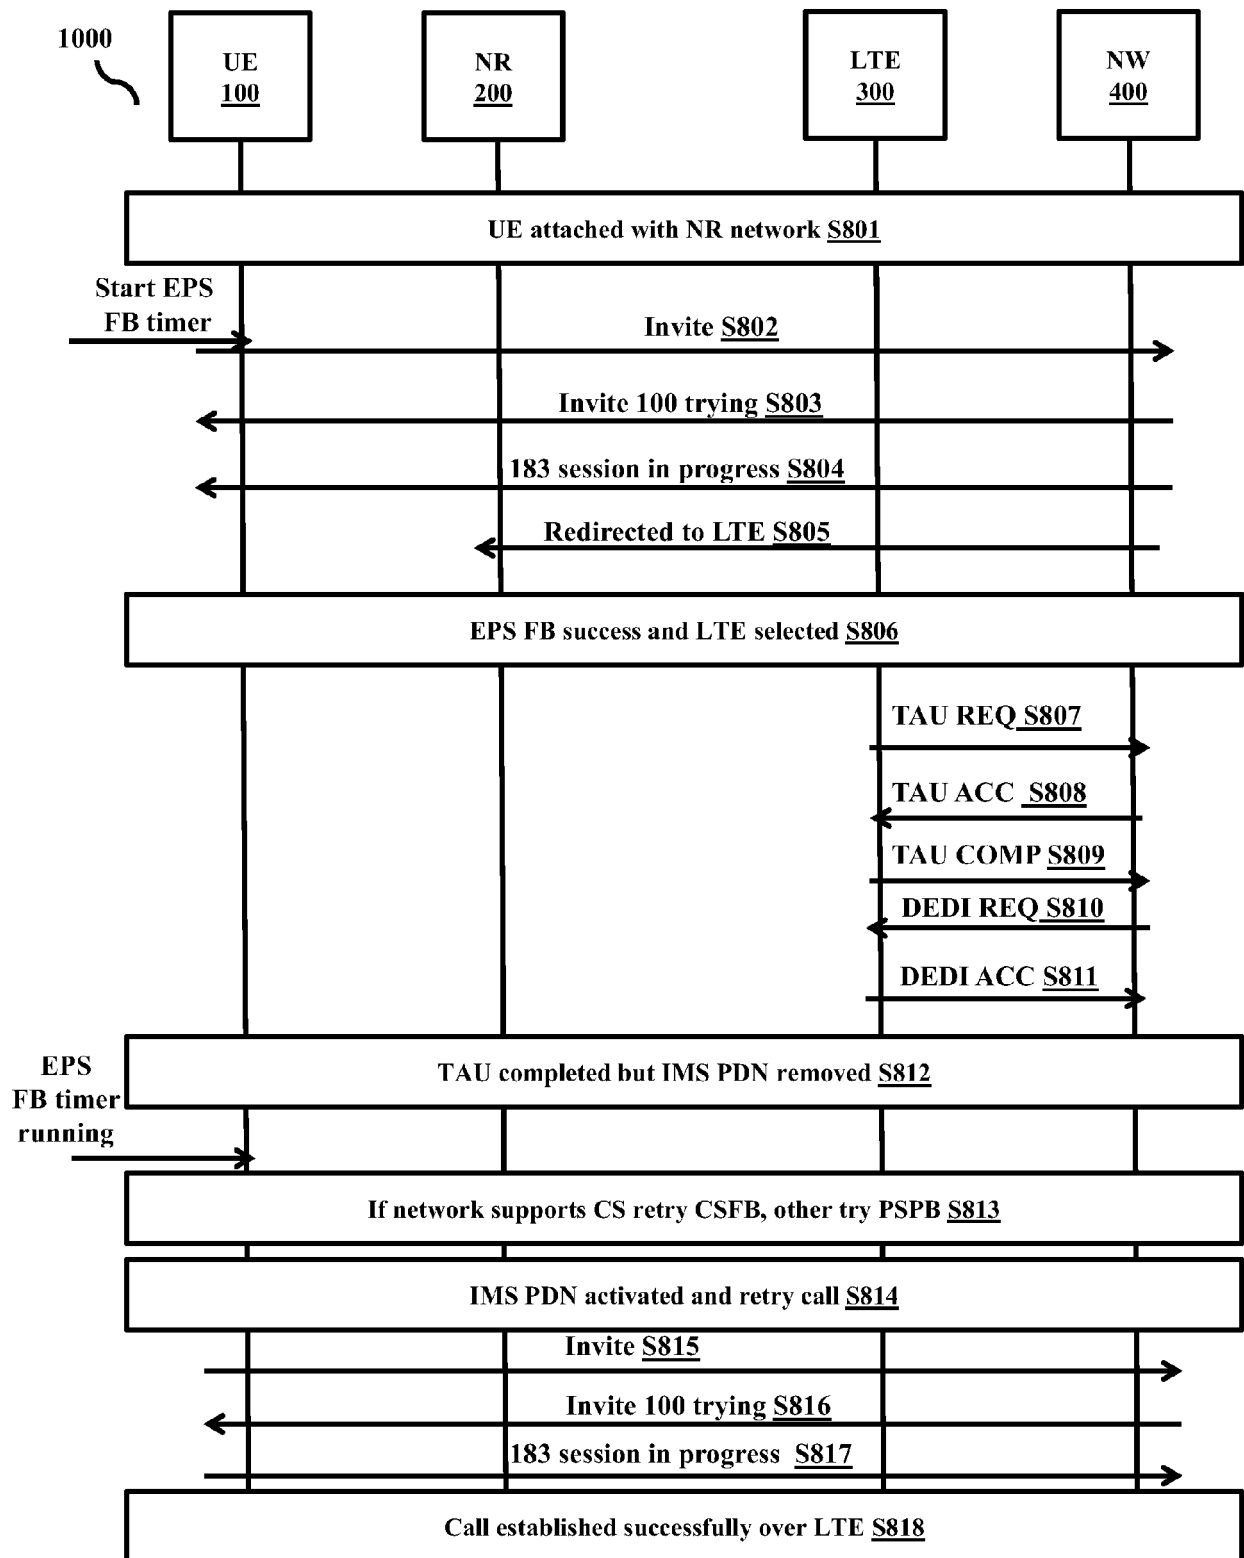 1000
UE
100
NR
200
LTE
300
NW
400
UE attached with NR network S801
Start EPS
FB timer
Invite S802
Invite 100 trying S803
183 session in progress S804
Redirected to LTE S805
EPS FB success and LTE selected S806
TAU REQ S807
TAU ACC S808
TAU COMP S809
DEDI REQ S810
DEDI ACC S811
TAU completed but IMS PDN removed S812
EPS
FB timer
running
If network supports CS retry CSFB, other try PSPB S813
IMS PDN activated and retry call S814
Invite S815
Invite 100 trying S816
183 session in progress S817
Call established successfully over LTE S818